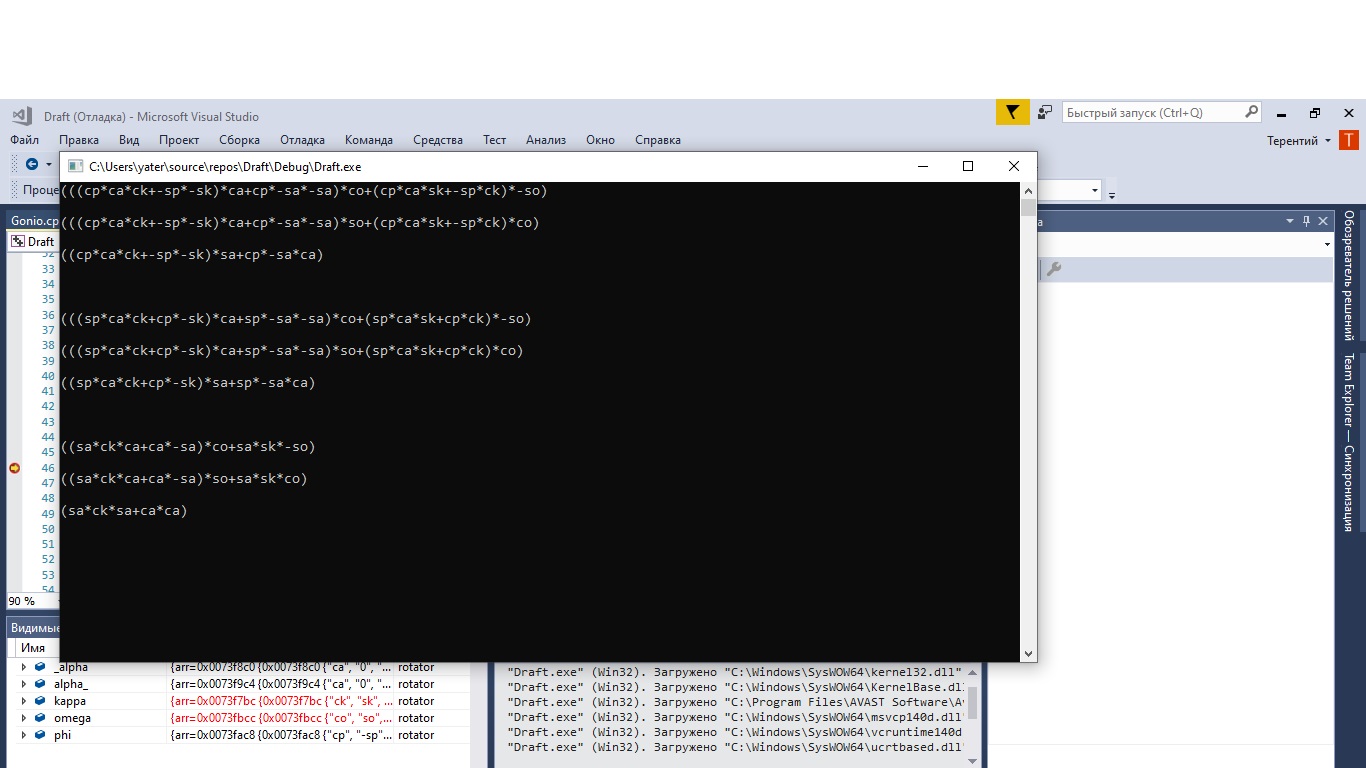 Draft (Отладка) - Microsoft Visual Studio
Быстрый запуск (Ctrl+Q)
Файл Правка Вид Проект Сборка Отладка Команда Средства Тест Анализ Окно Справка
Терентий T
C:\Users\yater\source\repos\Draft\Debug\Draft.exe
Проце
(((cp*ca*ck+-sp*-sk)*ca+cp*-sa*-sa)*co+(cp*ca*sk+-sp*ck)*-so)
Gonio.cp
(((cp*ca*ck+-sp*-sk)*ca+cp*-sa*-sa)*so+(cp*ca*sk+-sp*ck)*co)
а
Draft
((cp*ca*ck+-sp*-sk)*sa+cp*-sa*ca)
(((sp*ca*ck+cp*-sk)*ca+sp*-sa*-sa)*co+(sp*ca*sk+cp*ck)*-so)
(((sp*ca*ck+cp*-sk)*ca+sp*-sa*-sa)*so+(sp*ca*sk+cp*ck)*co)
((sp*ca*ck+cp*-sk)*sa+sp*-sa*ca)
((sa*ck*ca+ca*-sa)*co+sa*sk*-so)
((sa*ck*ca+ca*-sa)*so+sa*sk*co)
(sa*ck*sa+ca*ca)
32
33
34
35
36
37
38
39
40
41
42
43
44
45
46
47
48
49
50
51
52
53
54
90 %
Обозреватель решений
Team Explorer — Синхронизация
Видимые
Имя
_alpha {arr=0x0073f8c0 {0x0073f8c0 {"ca", "0", "... rotator
alpha_ {arr=0x0073f9c4 {0x0073f9c4 {"ca", "0", "... rotator
kappa {arr=0x0073f7bc {0x0073f7bc {"ck", "sk", ... rotator
omega {arr=0x0073fbcc {0x0073fbcc {"co", "so",... rotator
phi {arr=0x0073fac8 {0x0073fac8 {"cp", "-sp"... rotator
"Draft.exe" (Win32). Загружено "C:\Windows\SysWOW64\kernel32.dll"
"Draft.exe" (Win32). Загружено "C:\Windows\SysWOW64\KernelBase.dl
"Draft.exe" (Win32). Загружено "C:\Program Files\AVAST Software\Av
"Draft.exe" (Win32). Загружено "C:\Windows\SysWOW64\msvcp140d.dll"
"Draft.exe" (Win32). Загружено "C:\Windows\SysWOW64\vcruntime140d
"Draft.exe" (Win32). Загружено "C:\Windows\SysWOW64\ucrtbased.dll"